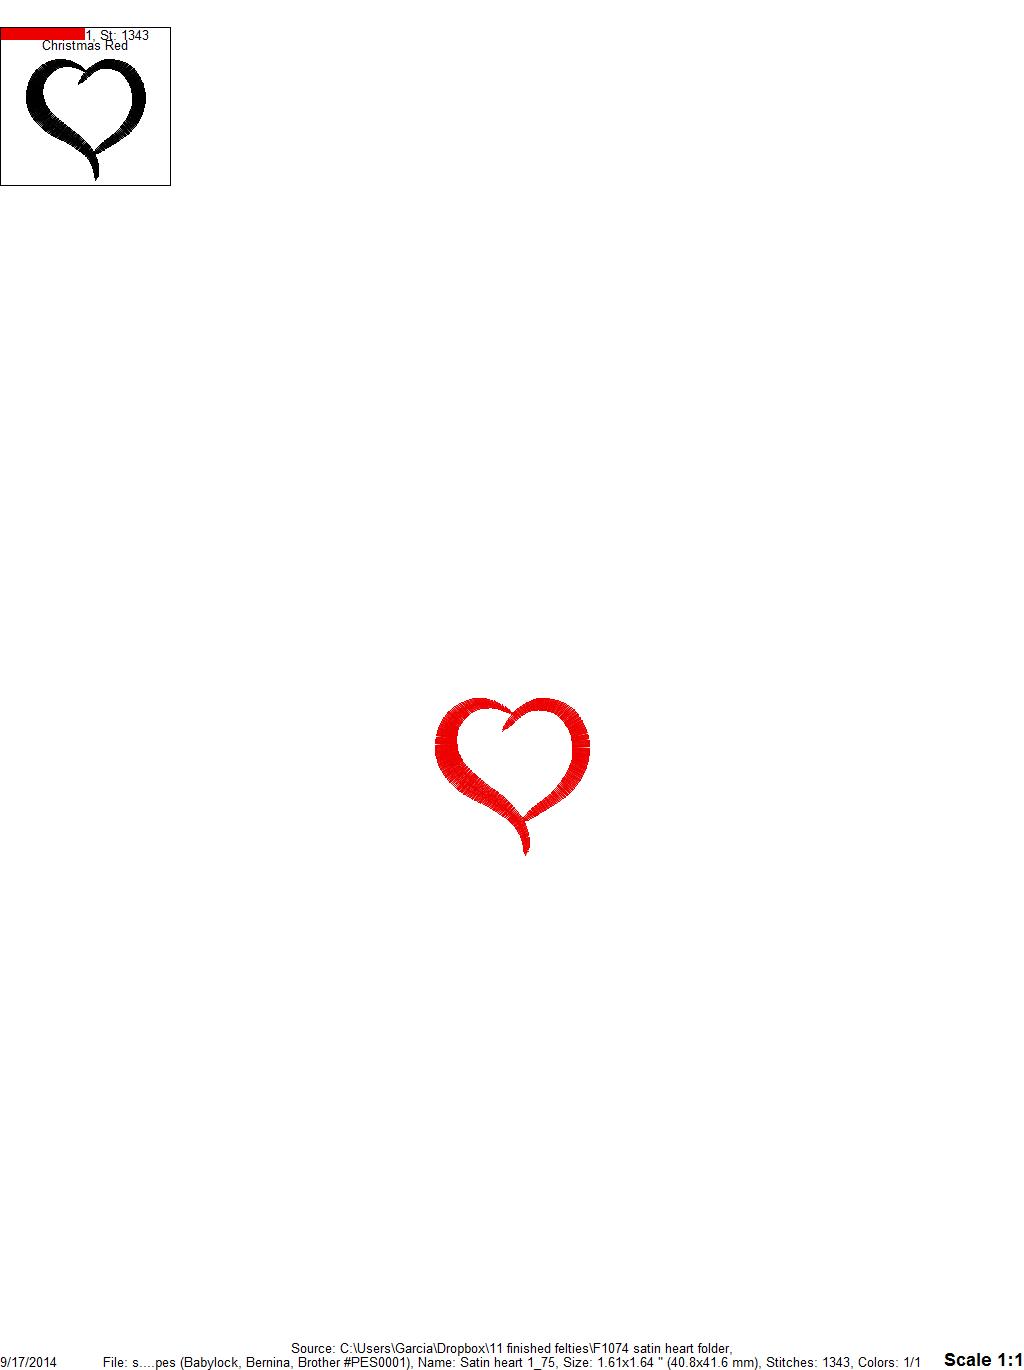 1, St: 1343
Christmas Red
Source: C:\Users\Garcia\Dropbox\11 finished felties\F1074 satin heart folder,
9/17/2014 File: s....pes (Babylock, Bernina, Brother #PES0001), Name: Satin heart 1_75, Size: 1.61x1.64 " (40.8x41.6 mm), Stitches: 1343, Colors: 1/1 Scale 1:1